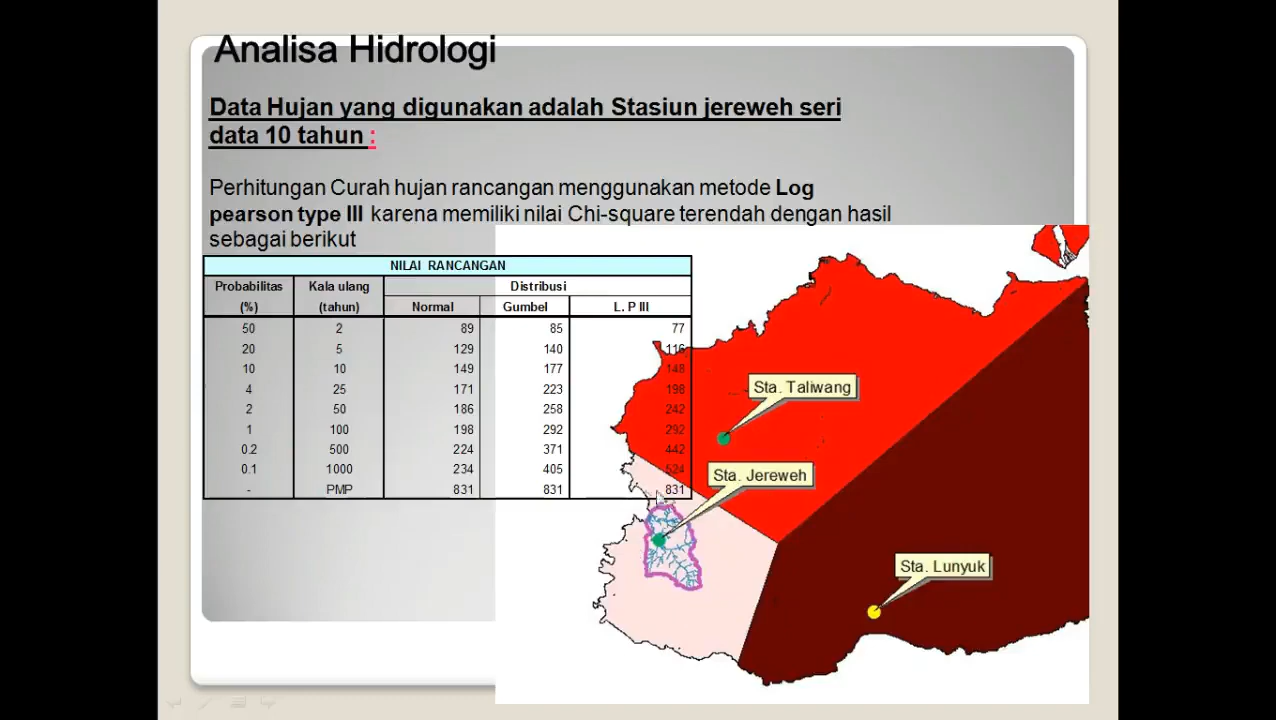 Analisa Hidrologi
Data Hujan yang digunakan adalah Stasiun jereweh seri
data 10 tahun :
Perhitungan Curah hujan rancangan menggunakan metode Log
pearson type III karena memiliki nilai Chi-square terendah dengan hasil
sebagai berikut
NILAI RANCANGAN
Probabilitas Kala ulang Distribusi
(%) (tahun) Normal Gumbel L. P III
50 2 89 85 77
20 5 129 140 116
10 10 149 177 148
4 25 171 223 198
2 50 186 258 242
1 100 198 292 292
0.2 500 224 371 442
0.1 1000 234 405 524
- PMP 831 831 831
Sta. Taliwang
Sta. Jereweh
Sta. Lunyuk